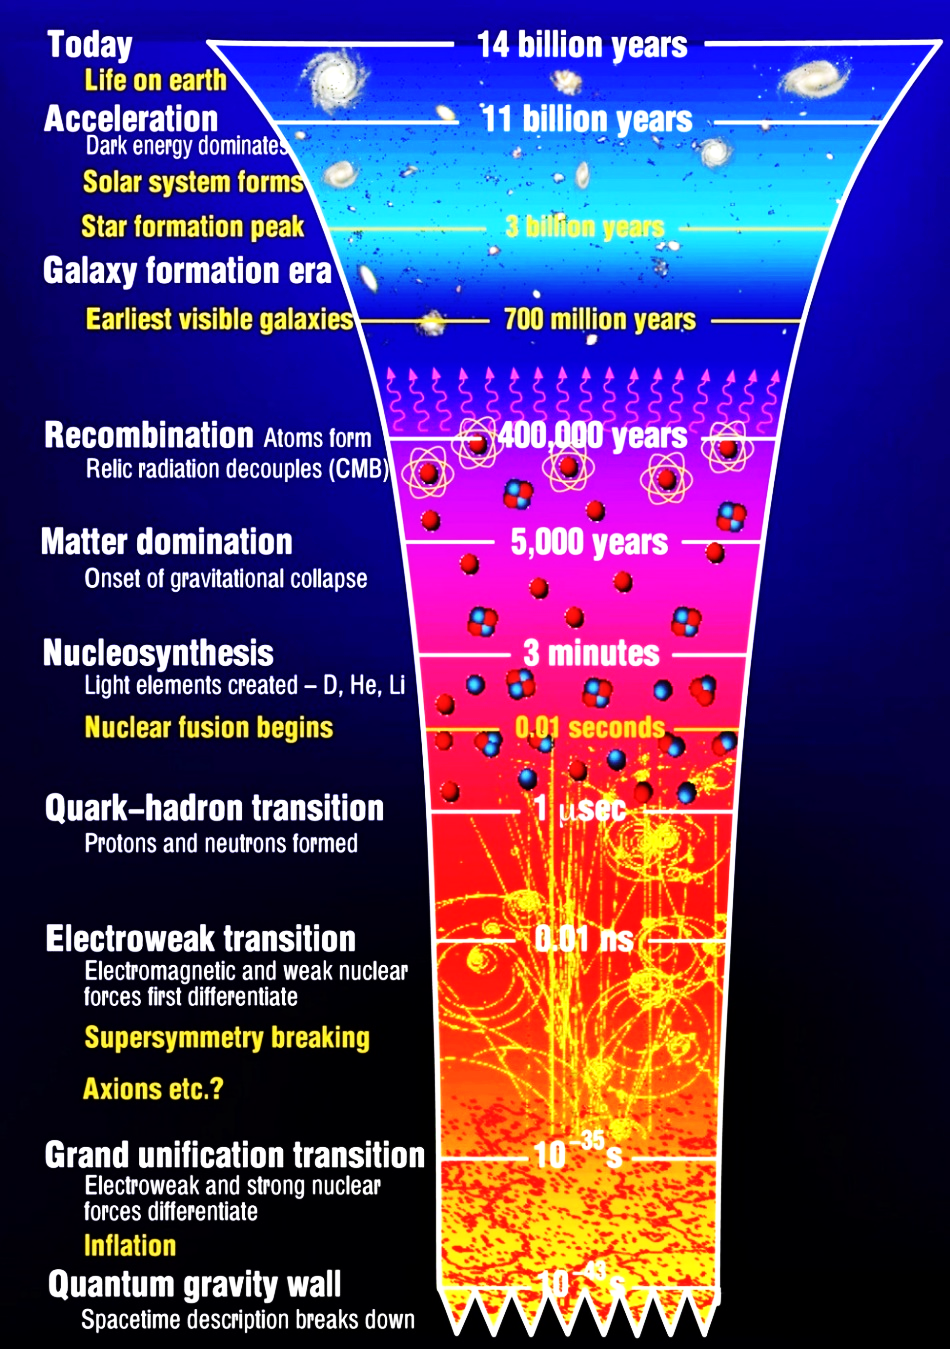 Today
14 billion years
Life on earth
Acceleration
11 billion years
Dark energy dominates
Solar system forms
Star formation peak
3 billion years
Galaxy formation era
Earliest visible galaxies
700 million years
Recombination Atoms form
400,000 years
Relic radiation decouples (CMB)
Matter domination
5,000 years
Onset of gravitational collapse
Nucleosynthesis
3 minutes
Light elements created – D, He, Li
Nuclear fusion begins
0.01 seconds
Quark–hadron transition
1 μsec
Protons and neutrons formed
Electroweak transition
0.01 ns
Electromagnetic and weak nuclear
forces first differentiate
Supersymmetry breaking
Axions etc.?
Grand unification transition
10⁻³⁵ s
Electroweak and strong nuclear
forces differentiate
Inflation
Quantum gravity wall
10⁻⁴³ s
Spacetime description breaks down